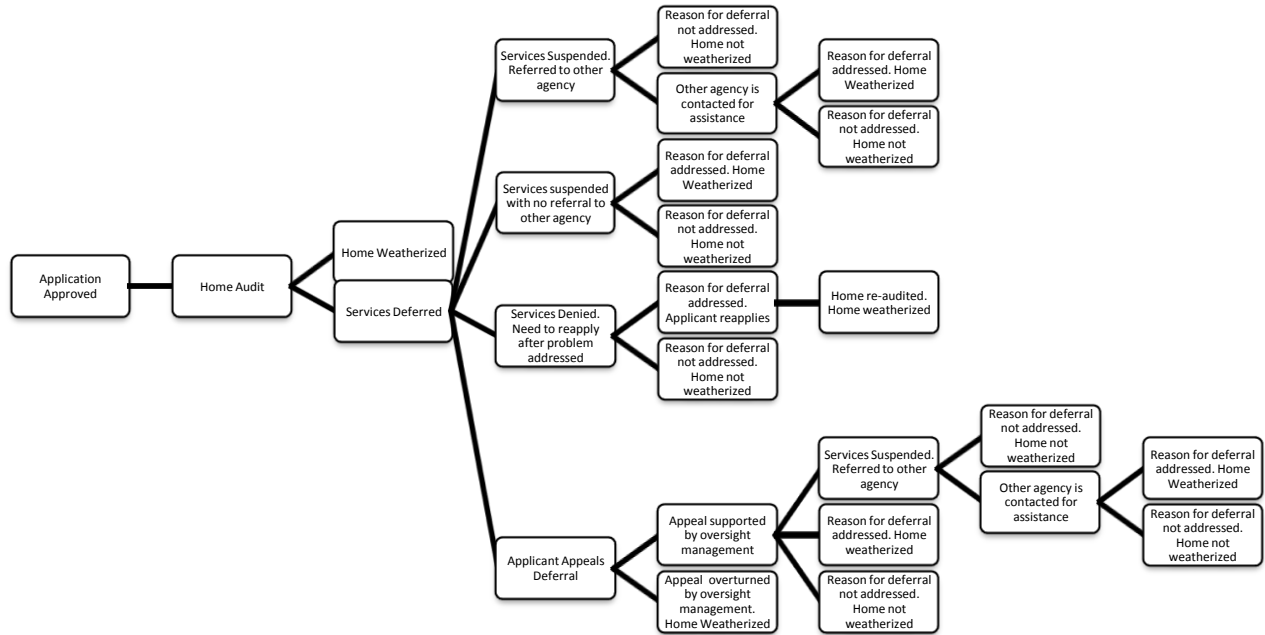 Application
Approved
Home Audit
Home Weatherized
Services Deferred
Services Suspended.
Referred to other
agency
Reason for deferral
not addressed.
Home not
weatherized
Other agency is
contacted for
assistance
Reason for deferral
addressed. Home
Weatherized
Reason for deferral
not addressed.
Home not
weatherized
Services suspended
with no referral to
other agency
Reason for deferral
addressed. Home
Weatherized
Reason for deferral
not addressed.
Home not
weatherized
Services Denied.
Need to reapply
after problem
addressed
Reason for deferral
addressed.
Applicant reapplies
Home re-audited.
Home weatherized
Reason for deferral
not addressed.
Home not
weatherized
Applicant Appeals
Deferral
Appeal supported
by oversight
management
Services Suspended.
Referred to other
agency
Reason for deferral
not addressed.
Home not
weatherized
Other agency is
contacted for
assistance
Reason for deferral
addressed. Home
Weatherized
Reason for deferral
not addressed.
Home not
weatherized
Reason for deferral
addressed. Home
weatherized
Reason for deferral
not addressed.
Home not
weatherized
Appeal overturned
by oversight
management.
Home Weatherized